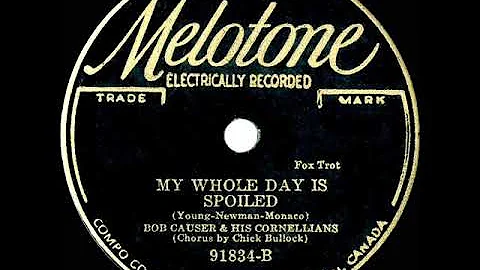 Melotone
ELECTRICALLY RECORDED
TRADE MARK
Fox Trot
MY WHOLE DAY IS
SPOILED
(Young-Newman-Monaco)
BOB CAUSER & HIS CORNELLIANS
(Chorus by Chick Bullock)
91834-B
COMPO CO
CANADA